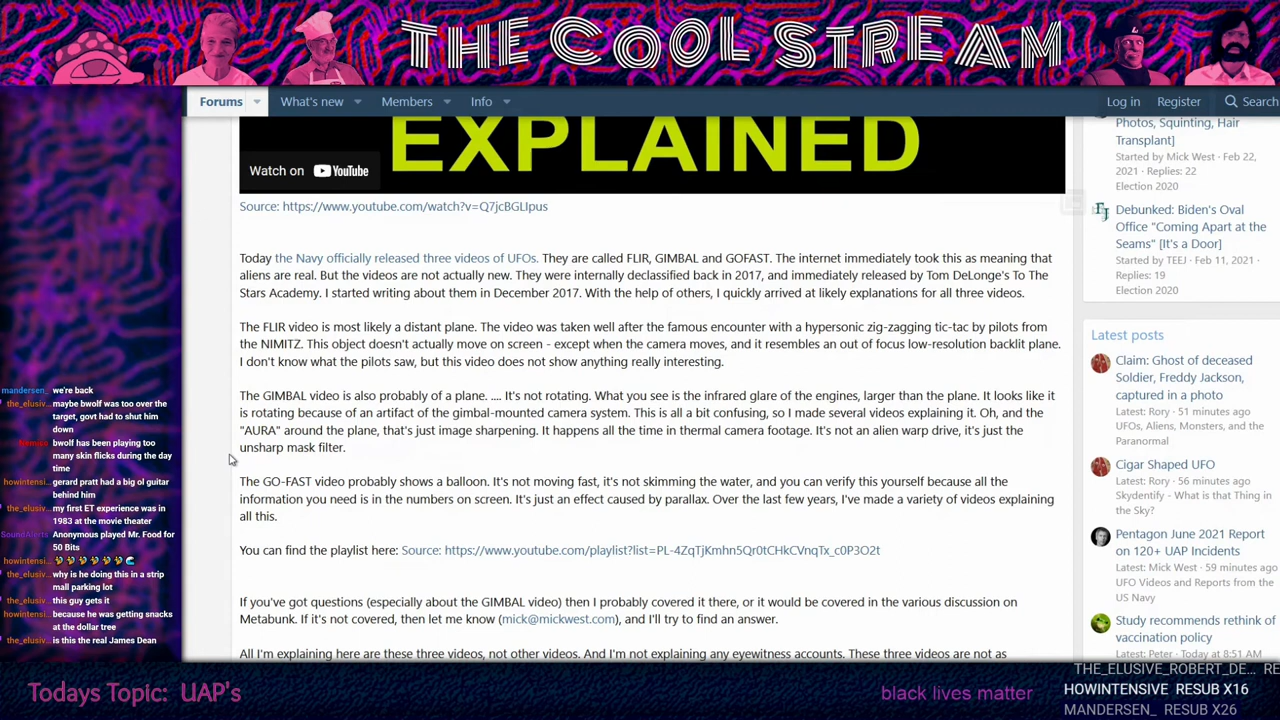 THE COOL STREAM
Forums
What's new
Members
Info
Log in
Register
Search
EXPLAINED
Watch on YouTube
Source: https://www.youtube.com/watch?v=Q7jcBGLIpus
Today the Navy officially released three videos of UFOs. They are called FLIR, GIMBAL and GOFAST. The internet immediately took this as meaning that
aliens are real. But the videos are not actually new. They were internally declassified back in 2017, and immediately released by Tom DeLonge's To The
Stars Academy. I started writing about them in December 2017. With the help of others, I quickly arrived at likely explanations for all three videos.
The FLIR video is most likely a distant plane. The video was taken well after the famous encounter with a hypersonic zig-zagging tic-tac by pilots from
the NIMITZ. This object doesn't actually move on screen - except when the camera moves, and it resembles an out of focus low-resolution backlit plane.
I don't know what the pilots saw, but this video does not show anything really interesting.
The GIMBAL video is also probably of a plane. .... It's not rotating. What you see is the infrared glare of the engines, larger than the plane. It looks like it
is rotating because of an artifact of the gimbal-mounted camera system. This is all a bit confusing, so I made several videos explaining it. Oh, and the
"AURA" around the plane, that's just image sharpening. It happens all the time in thermal camera footage. It's not an alien warp drive, it's just the
unsharp mask filter.
The GO-FAST video probably shows a balloon. It's not moving fast, it's not skimming the water, and you can verify this yourself because all the
information you need is in the numbers on screen. It's just an effect caused by parallax. Over the last few years, I've made a variety of videos explaining
all this.
You can find the playlist here: Source: https://www.youtube.com/playlist?list=PL-4ZqTjKmhn5Qr0tCHkCVnqTx_c0P3O2t
If you've got questions (especially about the GIMBAL video) then I probably covered it there, or it would be covered in the various discussion on
Metabunk. If it's not covered, then let me know (mick@mickwest.com), and I'll try to find an answer.
All I'm explaining here are these three videos, not other videos. And I'm not explaining any eyewitness accounts. These three videos are not as
Photos, Squinting, Hair
Transplant]
Started by Mick West · Feb 22,
2021 · Replies: 22
Election 2020
Debunked: Biden's Oval
Office "Coming Apart at the
Seams" [It's a Door]
Started by TEEJ · Feb 11, 2021 ·
Replies: 19
Election 2020
Latest posts
Claim: Ghost of deceased
Soldier, Freddy Jackson,
captured in a photo
Latest: Rory · 51 minutes ago
UFOs, Aliens, Monsters, and the
Paranormal
Cigar Shaped UFO
Latest: Rory · 56 minutes ago
Skydentify - What is that Thing in
the Sky?
Pentagon June 2021 Report
on 120+ UAP Incidents
Latest: Mick West · 59 minutes ago
UFO Videos and Reports from the
US Navy
Study recommends rethink of
vaccination policy
Latest: Peter · Today at 8:51 AM
mandersen_ we're back
the_elusiv... maybe bwolf was too over the
target, govt had to shut him
down
bwolf has been playing too
many skin flicks during the day
time
howintensi... gerard pratt had a big ol guitar
behind him
the_elusiv... my first ET experience was in
1983 at the movie theater
SoundAlerts Anonymous played Mr. Food for
50 Bits
howintensi...
the_elusiv... why is he doing this in a strip
mall parking lot
the_elusiv... this guy gets it
howintensi... because he was getting snacks
at the dollar tree
the_elusiv... is this the real James Dean
Todays Topic: UAP's
black lives matter
THE_ELUSIVE_ROBERT_DE... RE
HOWINTENSIVE RESUB X16
MANDERSEN_ RESUB X26